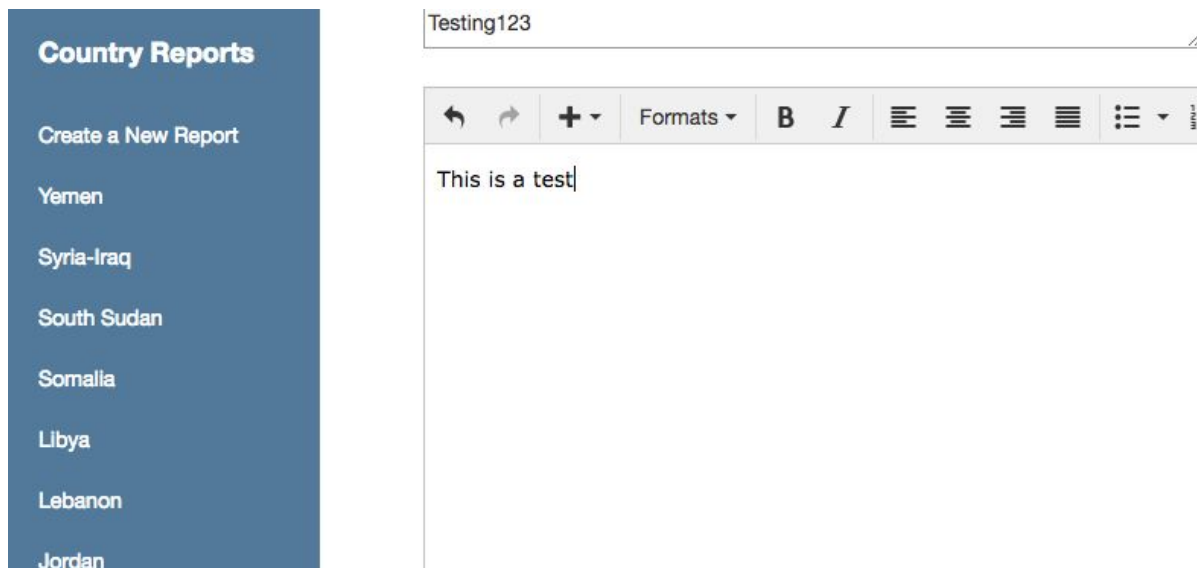 Country Reports
Create a New Report
Yemen
Syria-Iraq
South Sudan
Somalia
Libya
Lebanon
Jordan
Testing123
Formats B I
This is a test